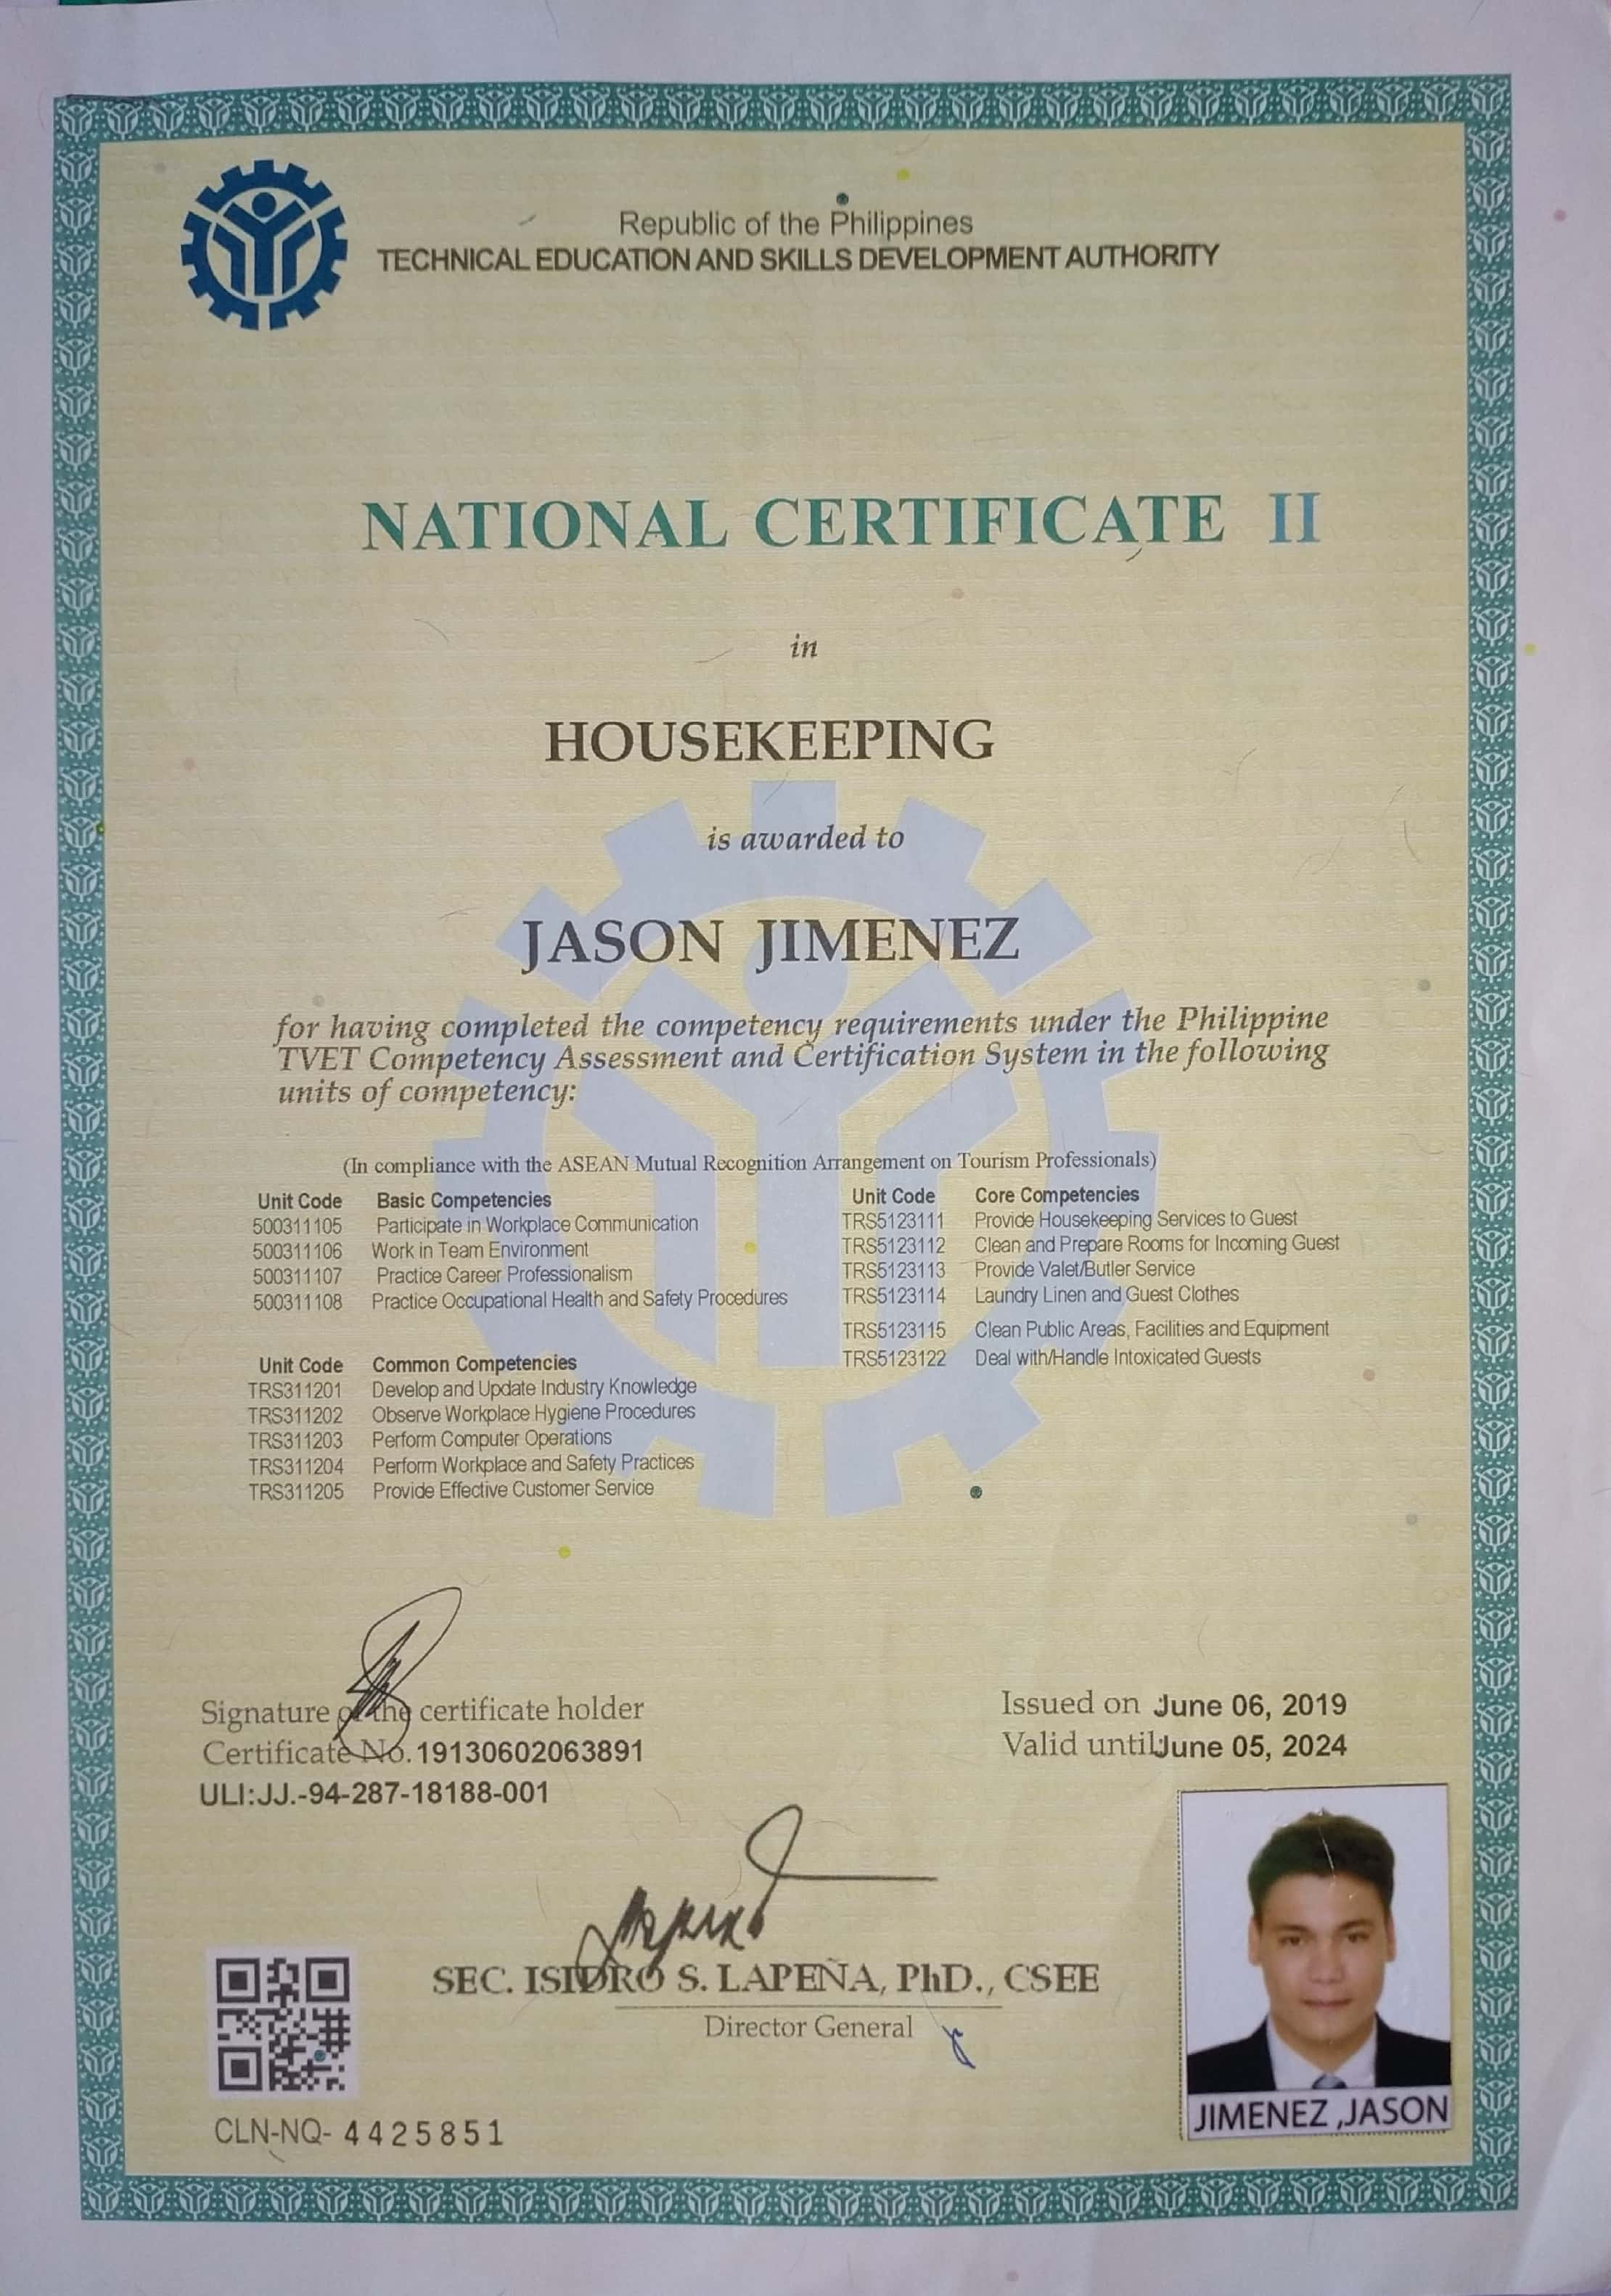 Republic of the Philippines
TECHNICAL EDUCATION AND SKILLS DEVELOPMENT AUTHORITY
NATIONAL CERTIFICATE II
in
HOUSEKEEPING
is awarded to
JASON JIMENEZ
for having completed the competency requirements under the Philippine
TVET Competency Assessment and Certification System in the following
units of competency:
(In compliance with the ASEAN Mutual Recognition Arrangement on Tourism Professionals)
Unit Code Basic Competencies
500311105 Participate in Workplace Communication
500311106 Work in Team Environment
500311107 Practice Career Professionalism
500311108 Practice Occupational Health and Safety Procedures
Unit Code Common Competencies
TRS311201 Develop and Update Industry Knowledge
TRS311202 Observe Workplace Hygiene Procedures
TRS311203 Perform Computer Operations
TRS311204 Perform Workplace and Safety Practices
TRS311205 Provide Effective Customer Service
Unit Code Core Competencies
TRS5123111 Provide Housekeeping Services to Guest
TRS5123112 Clean and Prepare Rooms for Incoming Guest
TRS5123113 Provide Valet/Butler Service
TRS5123114 Laundry Linen and Guest Clothes
TRS5123115 Clean Public Areas, Facilities and Equipment
TRS5123122 Deal with/Handle Intoxicated Guests
Signature of the certificate holder
Certificate No. 19130602063891
ULI:JJ.-94-287-18188-001
Issued on June 06, 2019
Valid until June 05, 2024
SEC. ISIDRO S. LAPEÑA, PhD., CSEE
Director General
CLN-NQ- 4425851
JIMENEZ ,JASON